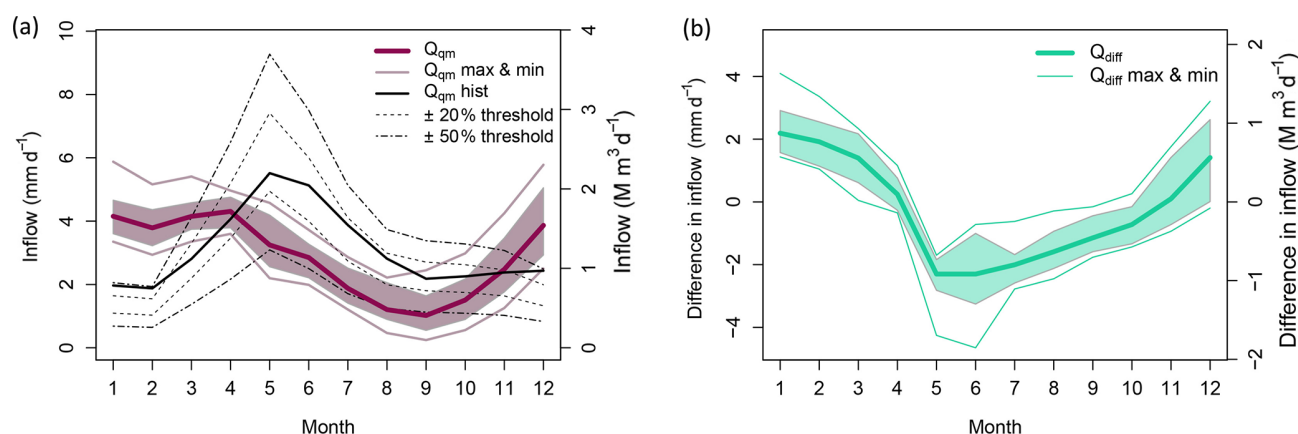 (a)
Inflow (mm d⁻¹)
10
8
6
4
2
0
Q_qm
Q_qm max & min
Q_qm hist
± 20% threshold
± 50% threshold
4
3
2
1
0
Inflow (M m³ d⁻¹)
1 2 3 4 5 6 7 8 9 10 11 12
Month
(b)
Difference in inflow (mm d⁻¹)
4
2
0
−2
−4
Q_diff
Q_diff max & min
2
1
0
−1
−2
Difference in inflow (M m³ d⁻¹)
1 2 3 4 5 6 7 8 9 10 11 12
Month